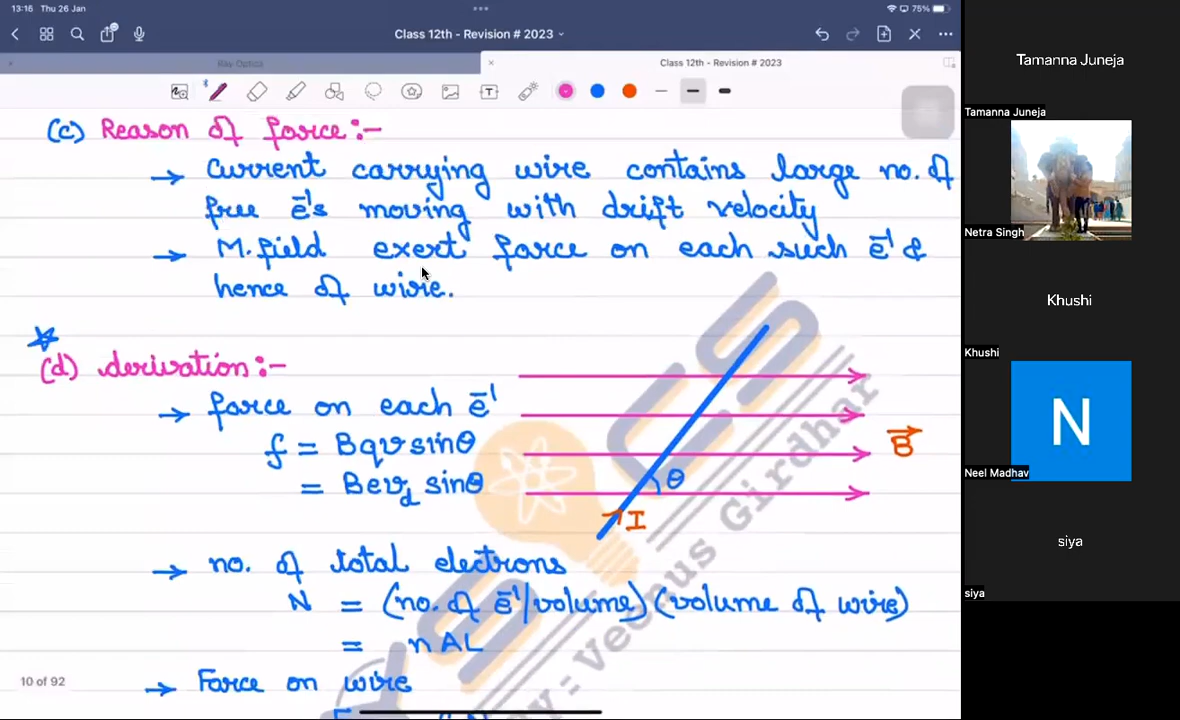 13:16 Thu 26 Jan
75%
Class 12th - Revision # 2023
Ray Optics
Class 12th - Revision # 2023
(c) Reason of force:-
→ Current carrying wire contains large no. of
free e⁻'s moving with drift velocity
→ M.field exert force on each such e⁻' &
hence of wire.
(d) derivation:-
→ force on each e⁻'
f = Bqv sinθ
= Bev_d sinθ
θ
I
B⃗
→ no. of total electrons
N = (no. of e⁻'/volume) (volume of wire)
= nAL
→ Force on wire
10 of 92
CS
By:- Veenus Girdhar
Tamanna Juneja
Tamanna Juneja
Netra Singh
Khushi
Khushi
N
Neel Madhav
siya
siya